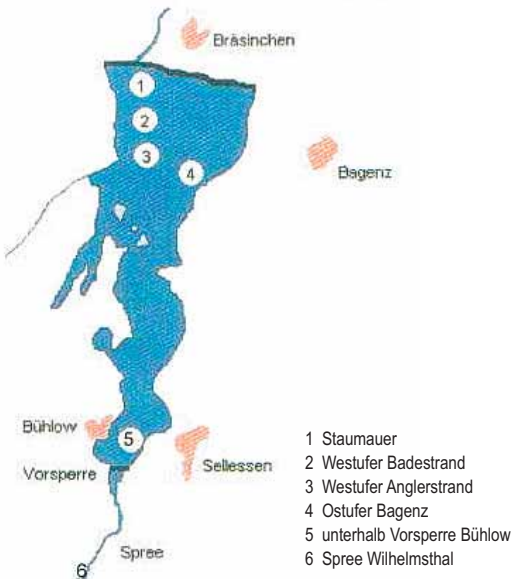 Bräsinchen
1
2
3
4
Bagenz
Bühlow
5
Sellessen
Vorsperre
Spree
6
1 Staumauer
2 Westufer Badestrand
3 Westufer Anglerstrand
4 Ostufer Bagenz
5 unterhalb Vorsperre Bühlow
6 Spree Wilhelmsthal